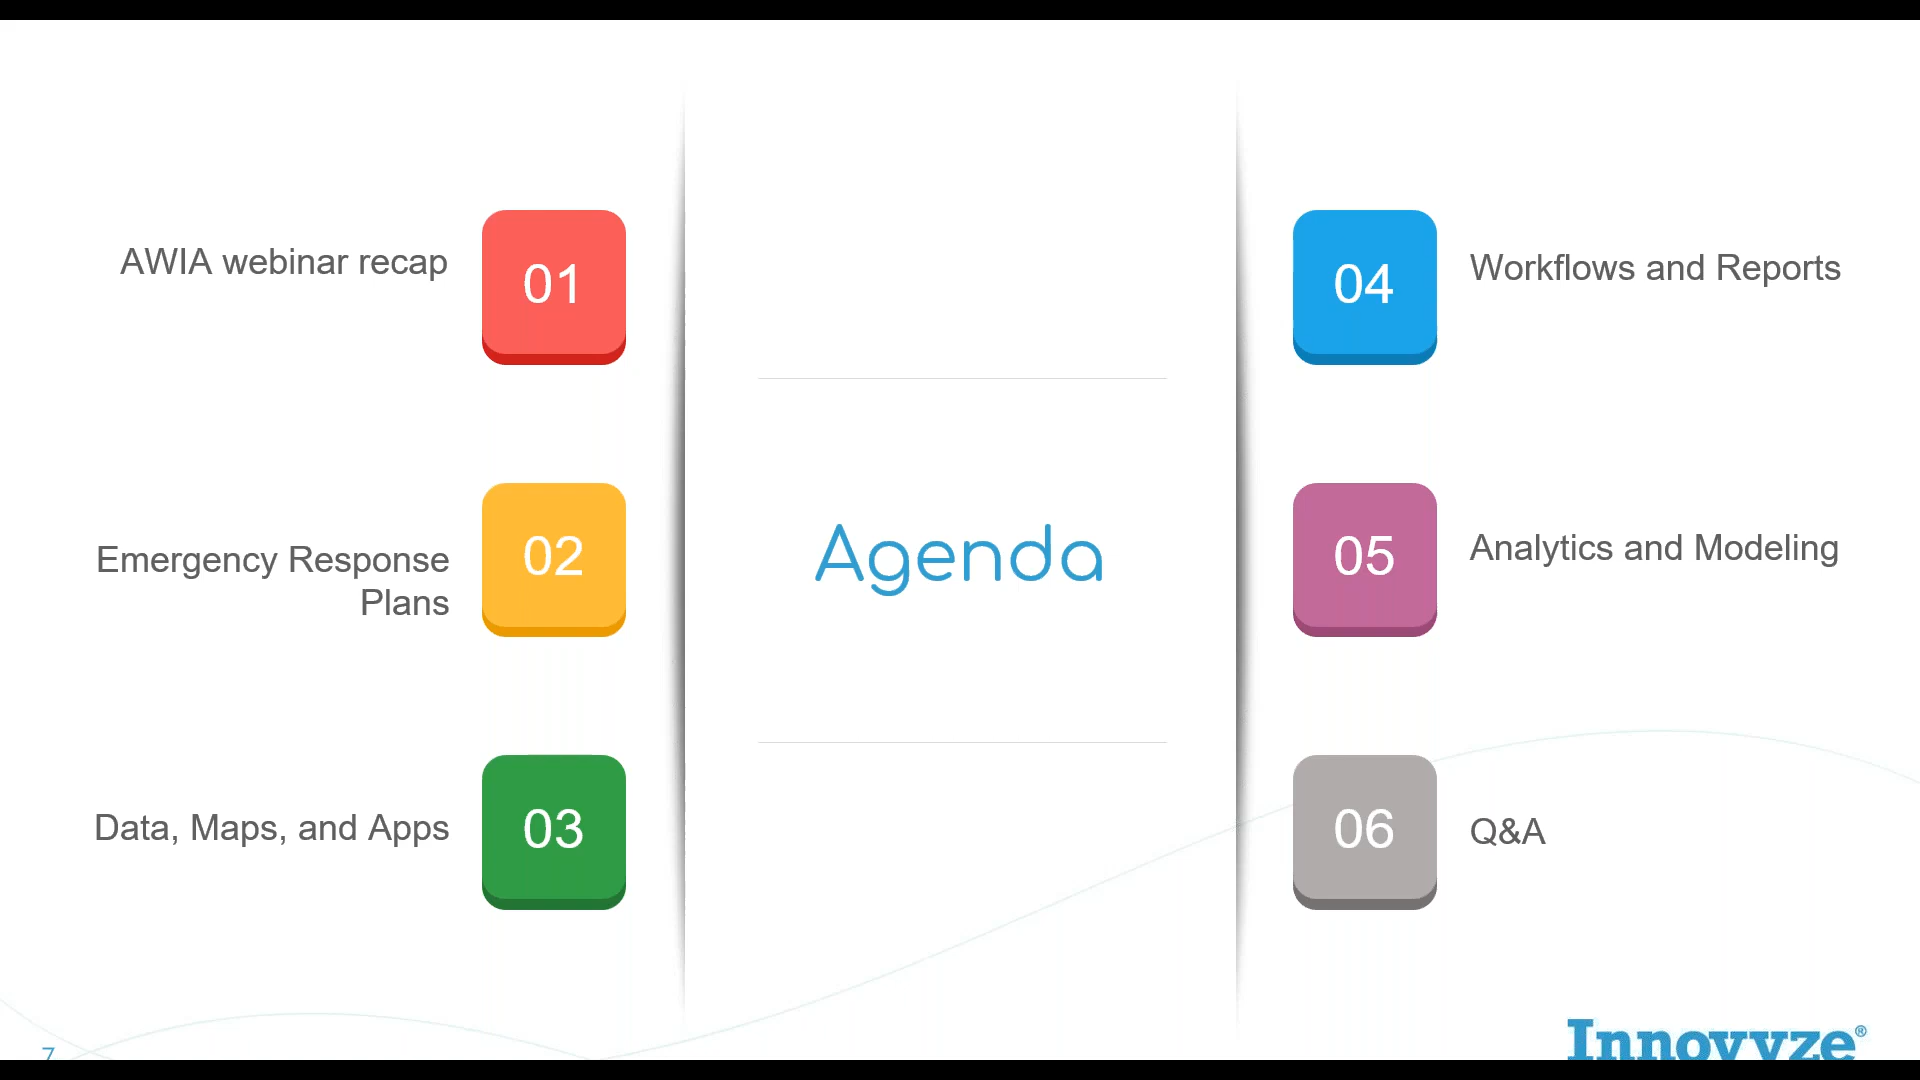 AWIA webinar recap
01
Emergency Response
Plans
02
Data, Maps, and Apps
03
Agenda
04
Workflows and Reports
05
Analytics and Modeling
06
Q&A
7
Innovyze®